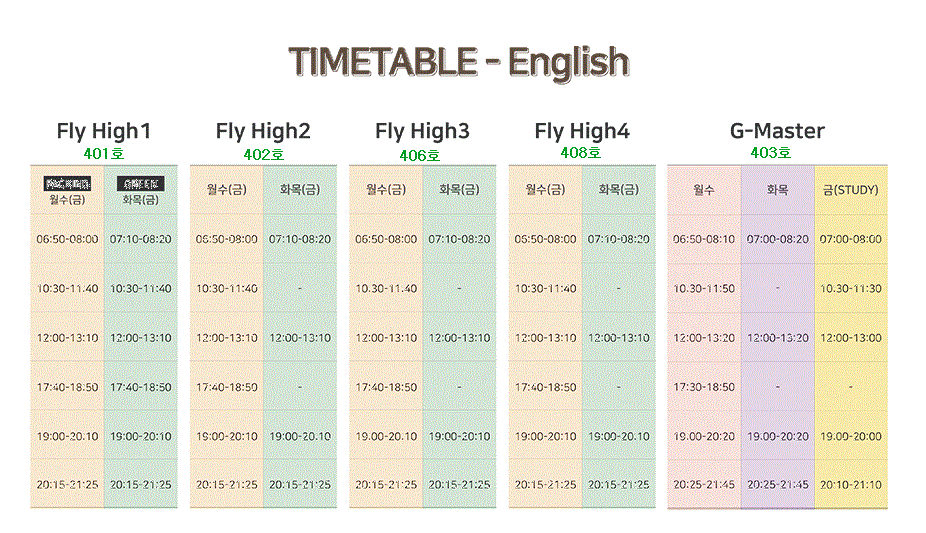 TIMETABLE - English
Fly High1 Fly High2 Fly High3 Fly High4 G-Master
401호 402호 406호 408호 403호
월수(금) 화목(금) 월수(금) 화목(금) 월수(금) 화목(금) 월수(금) 화목(금) 월수 화목 금(STUDY)
06:50-08:00 07:10-08:20 06:50-08:00 07:10-08:20 06:50-08:00 07:10-08:20 06:50-08:00 07:10-08:20 06:50-08:10 07:00-08:20 07:00-08:00
10:30-11:40 10:30-11:40 10:30-11:40 - 10:30-11:40 - 10:30-11:40 - 10:30-11:50 - 10:30-11:30
12:00-13:10 12:00-13:10 12:00-13:10 12:00-13:10 12:00-13:10 12:00-13:10 12:00-13:10 12:00-13:10 12:00-13:20 12:00-13:20 12:00-13:00
17:40-18:50 17:40-18:50 17:40-18:50 - 17:40-18:50 - 17:40-18:50 - 17:30-18:50 - -
19:00-20:10 19:00-20:10 19:00-20:10 19:00-20:10 19:00-20:10 19:00-20:10 19:00-20:10 19:00-20:10 19:00-20:20 19:00-20:20 19:00-20:00
20:15-21:25 20:15-21:25 20:15-21:25 20:15-21:25 20:15-21:25 20:15-21:25 20:15-21:25 20:15-21:25 20:25-21:45 20:25-21:45 20:10-21:10